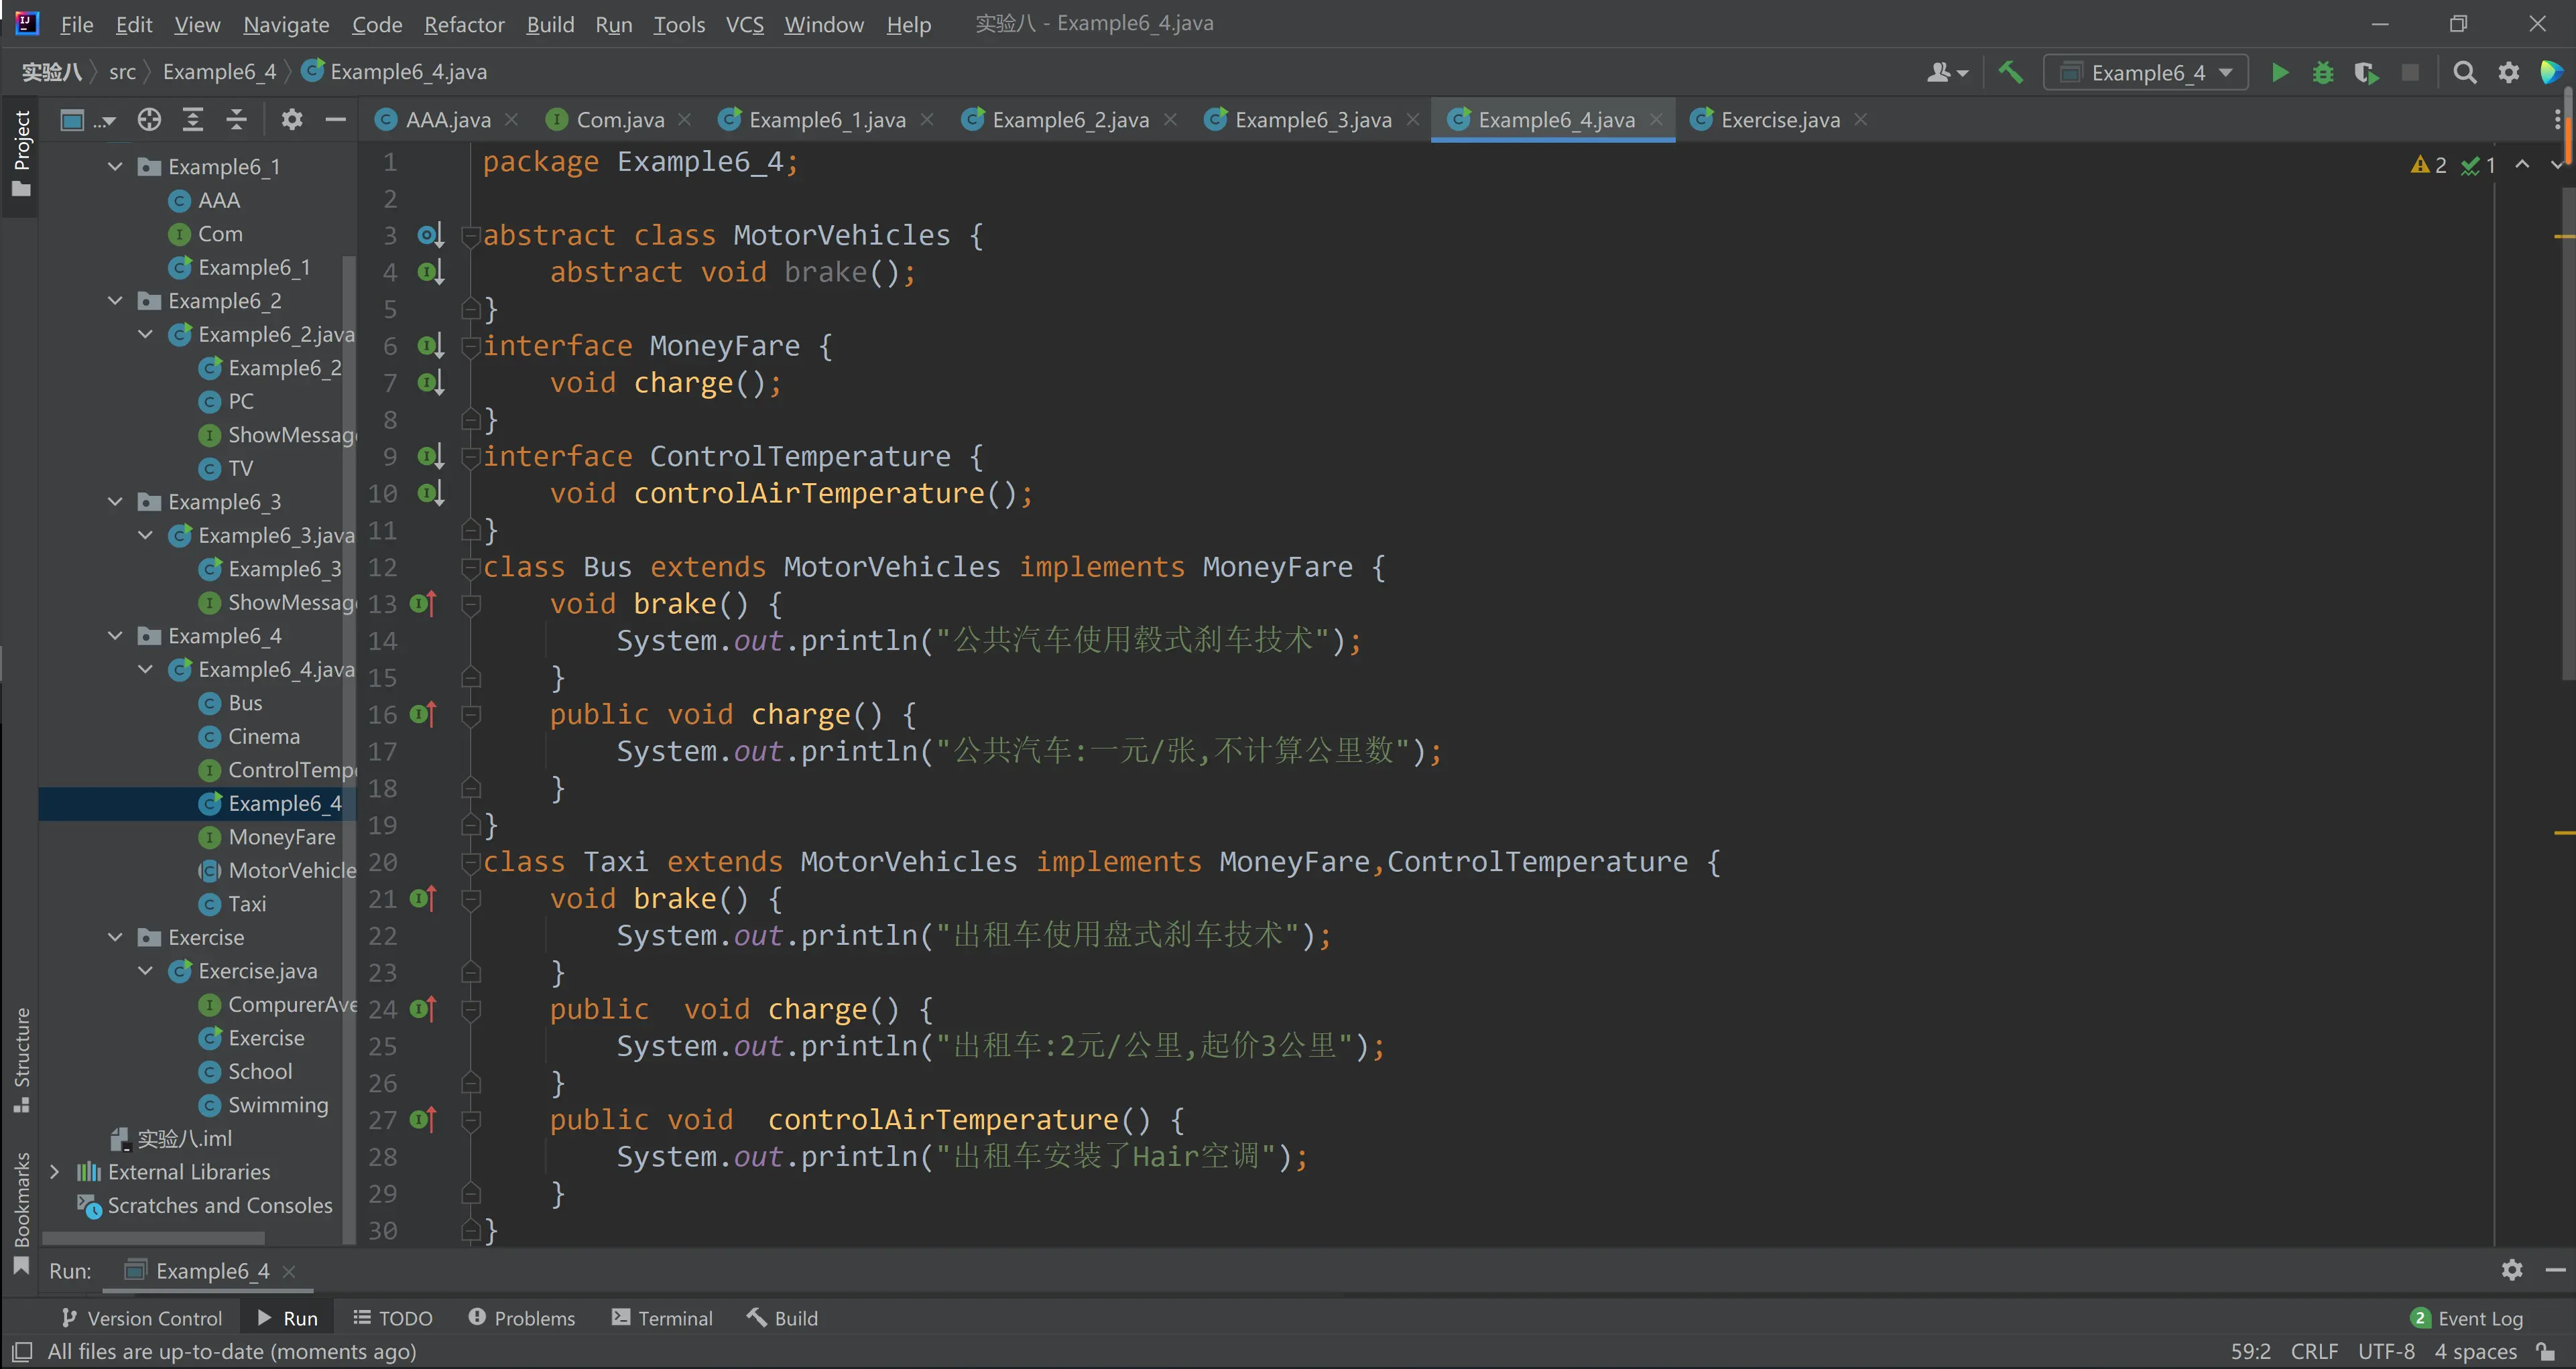 File Edit View Navigate Code Refactor Build Run Tools VCS Window Help 实验八 - Example6_4.java
实验八 src Example6_4 Example6_4.java
Example6_4
Project
...
AAA.java Com.java Example6_1.java Example6_2.java Example6_3.java Example6_4.java Exercise.java
Example6_1
AAA
Com
Example6_1
Example6_2
Example6_2.java
Example6_2
PC
ShowMessag
TV
Example6_3
Example6_3.java
Example6_3
ShowMessag
Example6_4
Example6_4.java
Bus
Cinema
ControlTemp
Example6_4
MoneyFare
MotorVehicle
Taxi
Exercise
Exercise.java
CompurerAve
Exercise
School
Swimming
实验八.iml
External Libraries
Scratches and Consoles
Structure
Bookmarks
2 1
1 package Example6_4;
2
3 abstract class MotorVehicles {
4 abstract void brake();
5 }
6 interface MoneyFare {
7 void charge();
8 }
9 interface ControlTemperature {
10 void controlAirTemperature();
11 }
12 class Bus extends MotorVehicles implements MoneyFare {
13 void brake() {
14 System.out.println("公共汽车使用毂式刹车技术");
15 }
16 public void charge() {
17 System.out.println("公共汽车:一元/张,不计算公里数");
18 }
19 }
20 class Taxi extends MotorVehicles implements MoneyFare,ControlTemperature {
21 void brake() {
22 System.out.println("出租车使用盘式刹车技术");
23 }
24 public  void charge() {
25 System.out.println("出租车:2元/公里,起价3公里");
26 }
27 public void  controlAirTemperature() {
28 System.out.println("出租车安装了Hair空调");
29 }
30 }
Run: Example6_4
Version Control Run TODO Problems Terminal Build 2 Event Log
All files are up-to-date (moments ago) 59:2 CRLF UTF-8 4 spaces